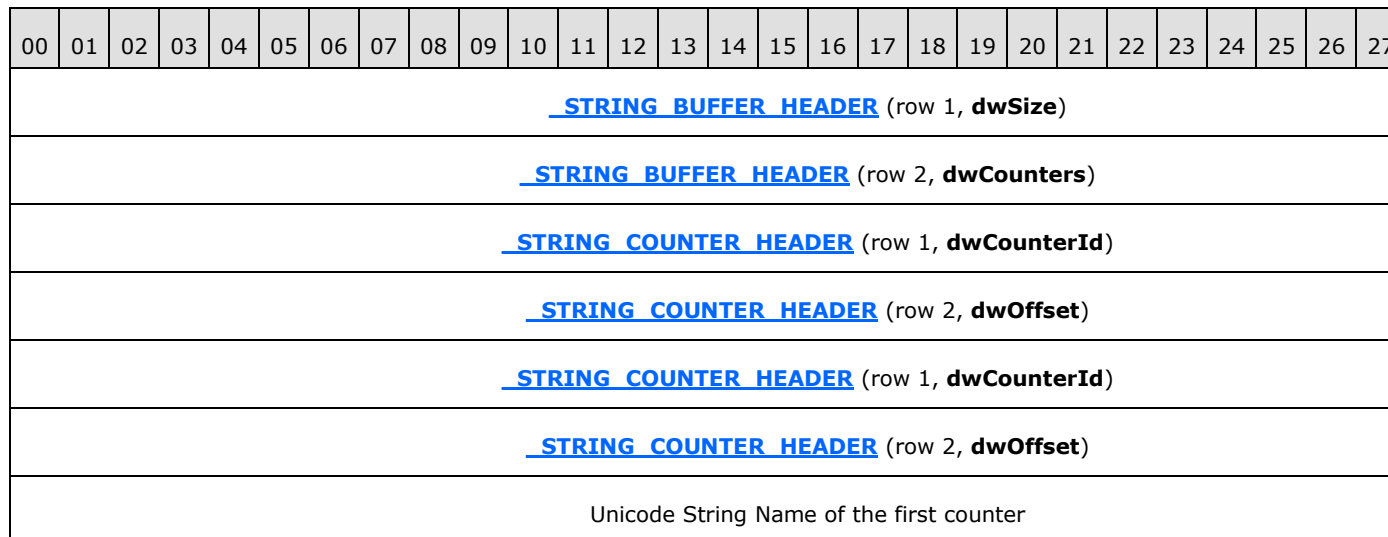 00 01 02 03 04 05 06 07 08 09 10 11 12 13 14 15 16 17 18 19 20 21 22 23 24 25 26 27
_STRING_BUFFER_HEADER (row 1, dwSize)
_STRING_BUFFER_HEADER (row 2, dwCounters)
_STRING_COUNTER_HEADER (row 1, dwCounterId)
_STRING_COUNTER_HEADER (row 2, dwOffset)
_STRING_COUNTER_HEADER (row 1, dwCounterId)
_STRING_COUNTER_HEADER (row 2, dwOffset)
Unicode String Name of the first counter